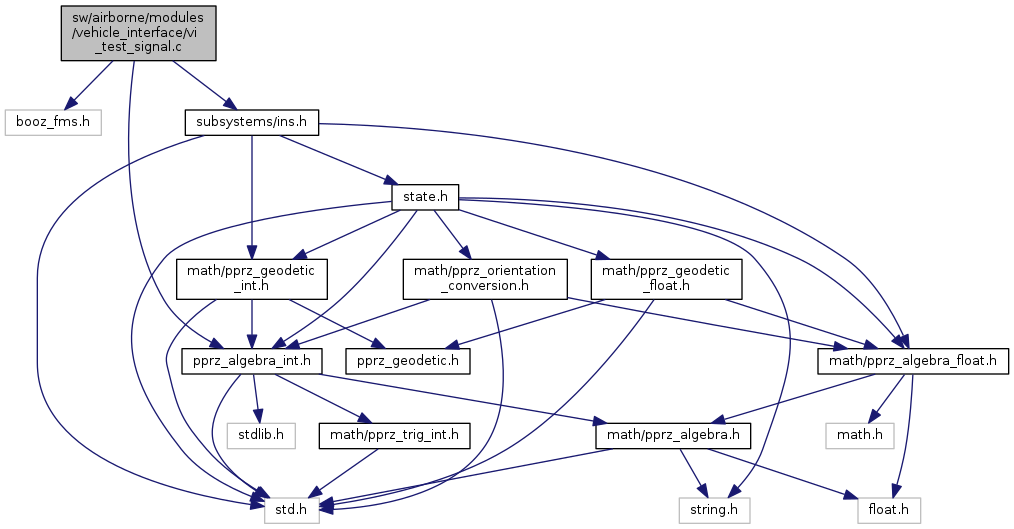 sw/airborne/modules
/vehicle_interface/vi
_test_signal.c
booz_fms.h
subsystems/ins.h
state.h
math/pprz_geodetic
_int.h
math/pprz_orientation
_conversion.h
math/pprz_geodetic
_float.h
pprz_algebra_int.h
pprz_geodetic.h
math/pprz_algebra_float.h
stdlib.h
math/pprz_trig_int.h
math/pprz_algebra.h
math.h
std.h
string.h
float.h